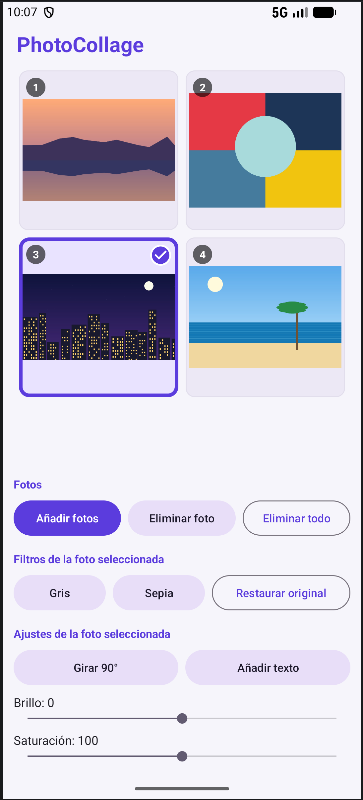 10:07 5G
PhotoCollage
1 2
3 4
Fotos
Añadir fotos Eliminar foto Eliminar todo
Filtros de la foto seleccionada
Gris Sepia Restaurar original
Ajustes de la foto seleccionada
Girar 90° Añadir texto
Brillo: 0
Saturación: 100